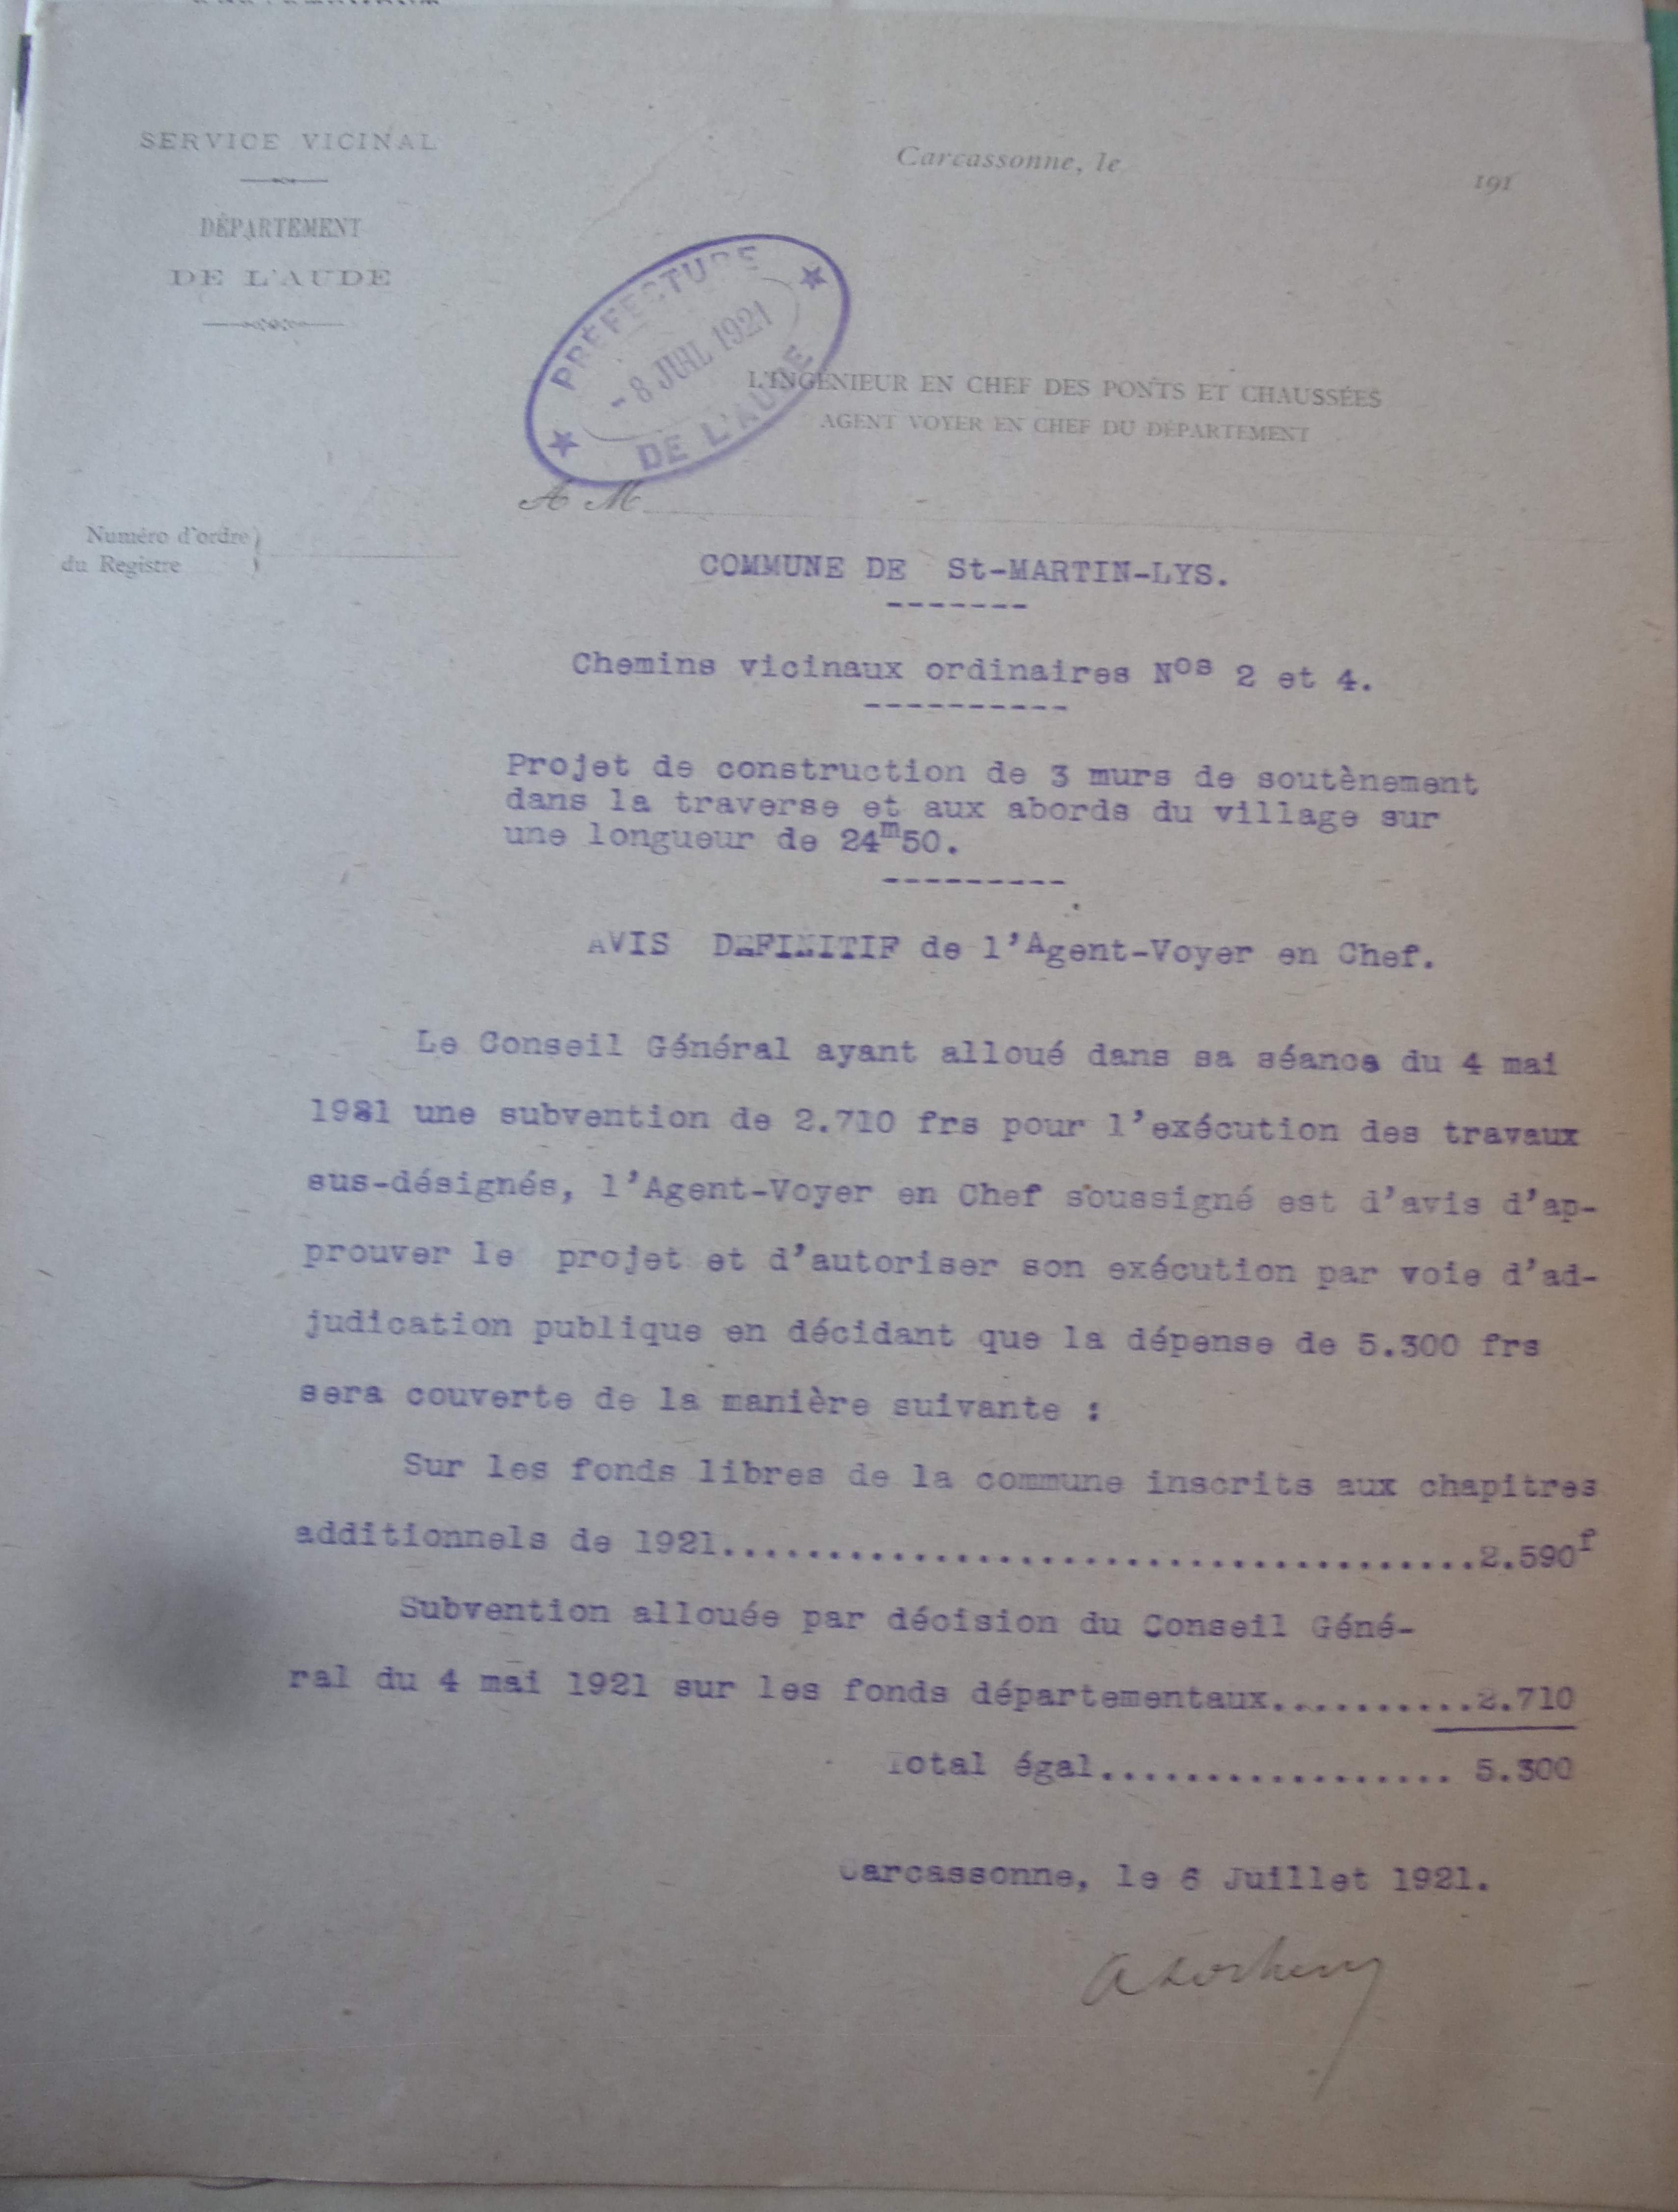 SERVICE VICINAL
DÉPARTEMENT
DE L'AUDE
Carcassonne, le
191
PRÉFECTURE
- 8 JUIL 1921
DE L'AUDE
L'INGÉNIEUR EN CHEF DES PONTS ET CHAUSSÉES
AGENT VOYER EN CHEF DU DÉPARTEMENT
A M
Numéro d'ordre
du Registre
COMMUNE DE St-MARTIN-LYS.
-------
Chemins vicinaux ordinaires Nos 2 et 4.
----------
Projet de construction de 3 murs de soutènement
dans la traverse et aux abords du village sur
une longueur de 24m50.
---------
AVIS DEFINITIF de l'Agent-Voyer en Chef.
Le Conseil Général ayant alloué dans sa séance du 4 mai
1921 une subvention de 2.710 frs pour l'exécution des travaux
sus-désignés, l'Agent-Voyer en Chef soussigné est d'avis d'ap-
prouver le projet et d'autoriser son exécution par voie d'ad-
judication publique en décidant que la dépense de 5.300 frs
sera couverte de la manière suivante :
Sur les fonds libres de la commune inscrits aux chapitres
additionnels de 1921....................................2.590f
Subvention allouée par décision du Conseil Géné-
ral du 4 mai 1921 sur les fonds départementaux..........2.710
Total égal................. 5.300
Carcassonne, le 6 Juillet 1921.